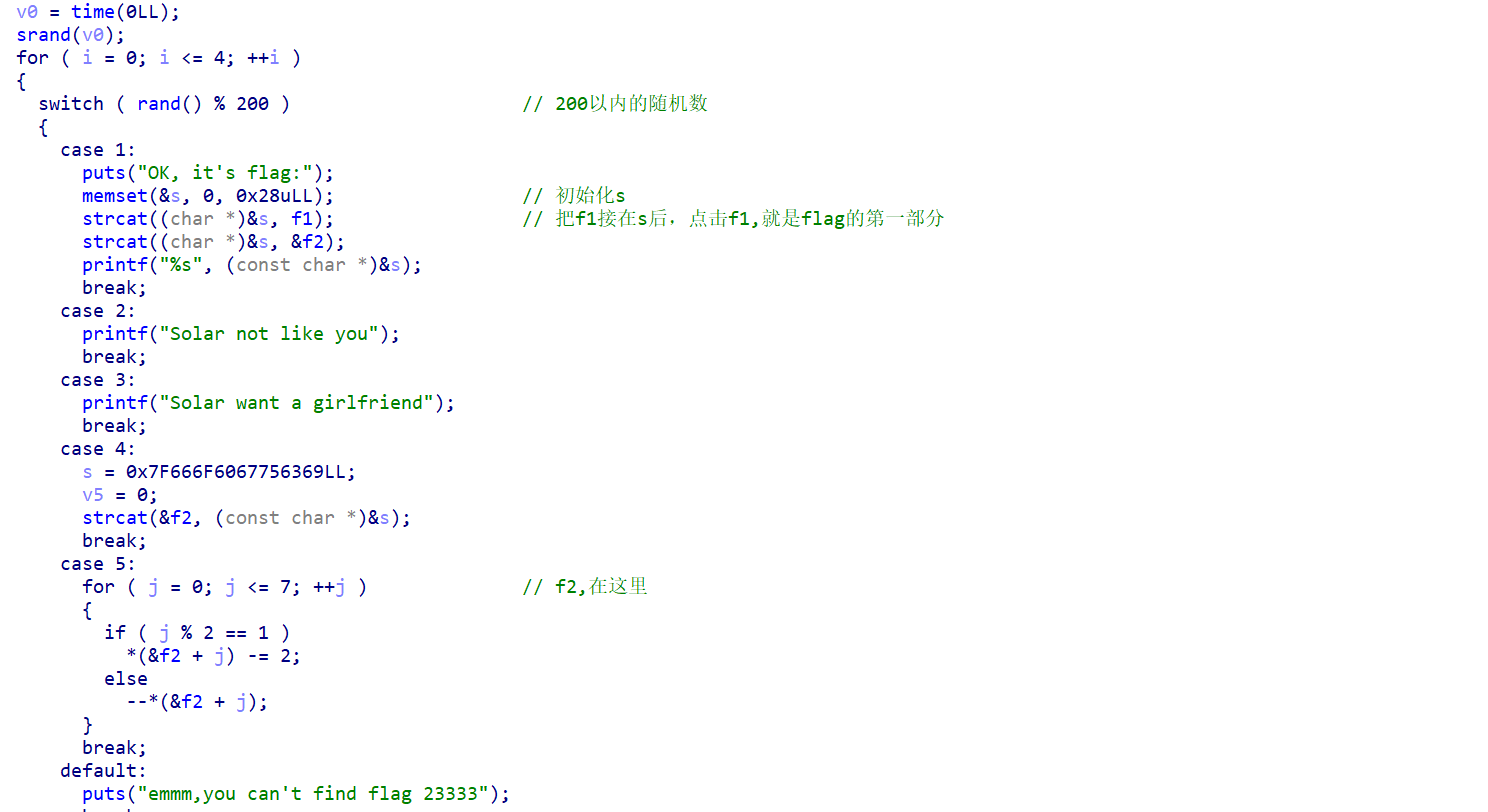 v0 = time(0LL);
srand(v0);
for ( i = 0; i <= 4; ++i )
{
switch ( rand() % 200 ) // 200以内的随机数
{
case 1:
puts("OK, it's flag:");
memset(&s, 0, 0x28uLL); // 初始化s
strcat((char *)&s, f1); // 把f1接在s后，点击f1,就是flag的第一部分
strcat((char *)&s, &f2);
printf("%s", (const char *)&s);
break;
case 2:
printf("Solar not like you");
break;
case 3:
printf("Solar want a girlfriend");
break;
case 4:
s = 0x7F666F6067756369LL;
v5 = 0;
strcat(&f2, (const char *)&s);
break;
case 5:
for ( j = 0; j <= 7; ++j ) // f2,在这里
{
if ( j % 2 == 1 )
*(&f2 + j) -= 2;
else
--*(&f2 + j);
}
break;
default:
puts("emmm,you can't find flag 23333");